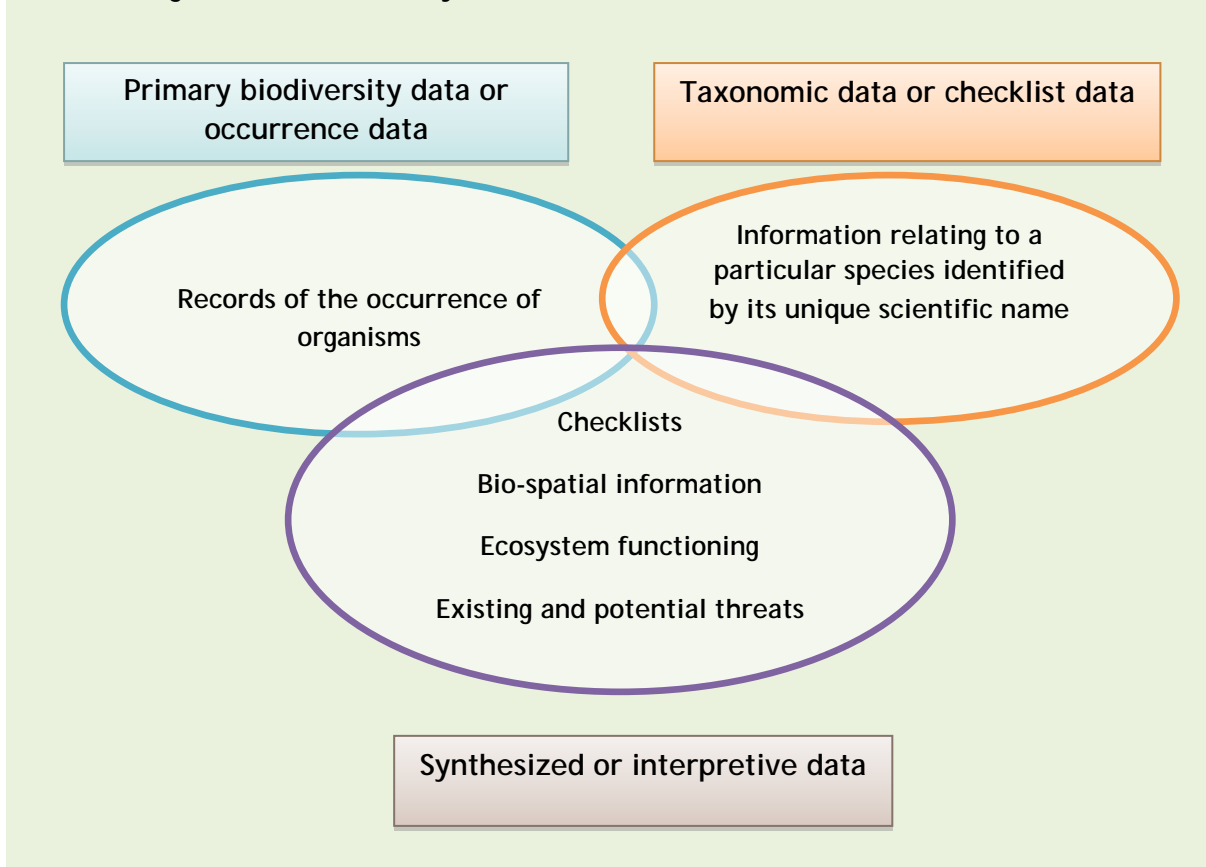 Primary biodiversity data or
occurrence data
Taxonomic data or checklist data
Records of the occurrence of
organisms
Information relating to a
particular species identified
by its unique scientific name
Checklists
Bio-spatial information
Ecosystem functioning
Existing and potential threats
Synthesized or interpretive data